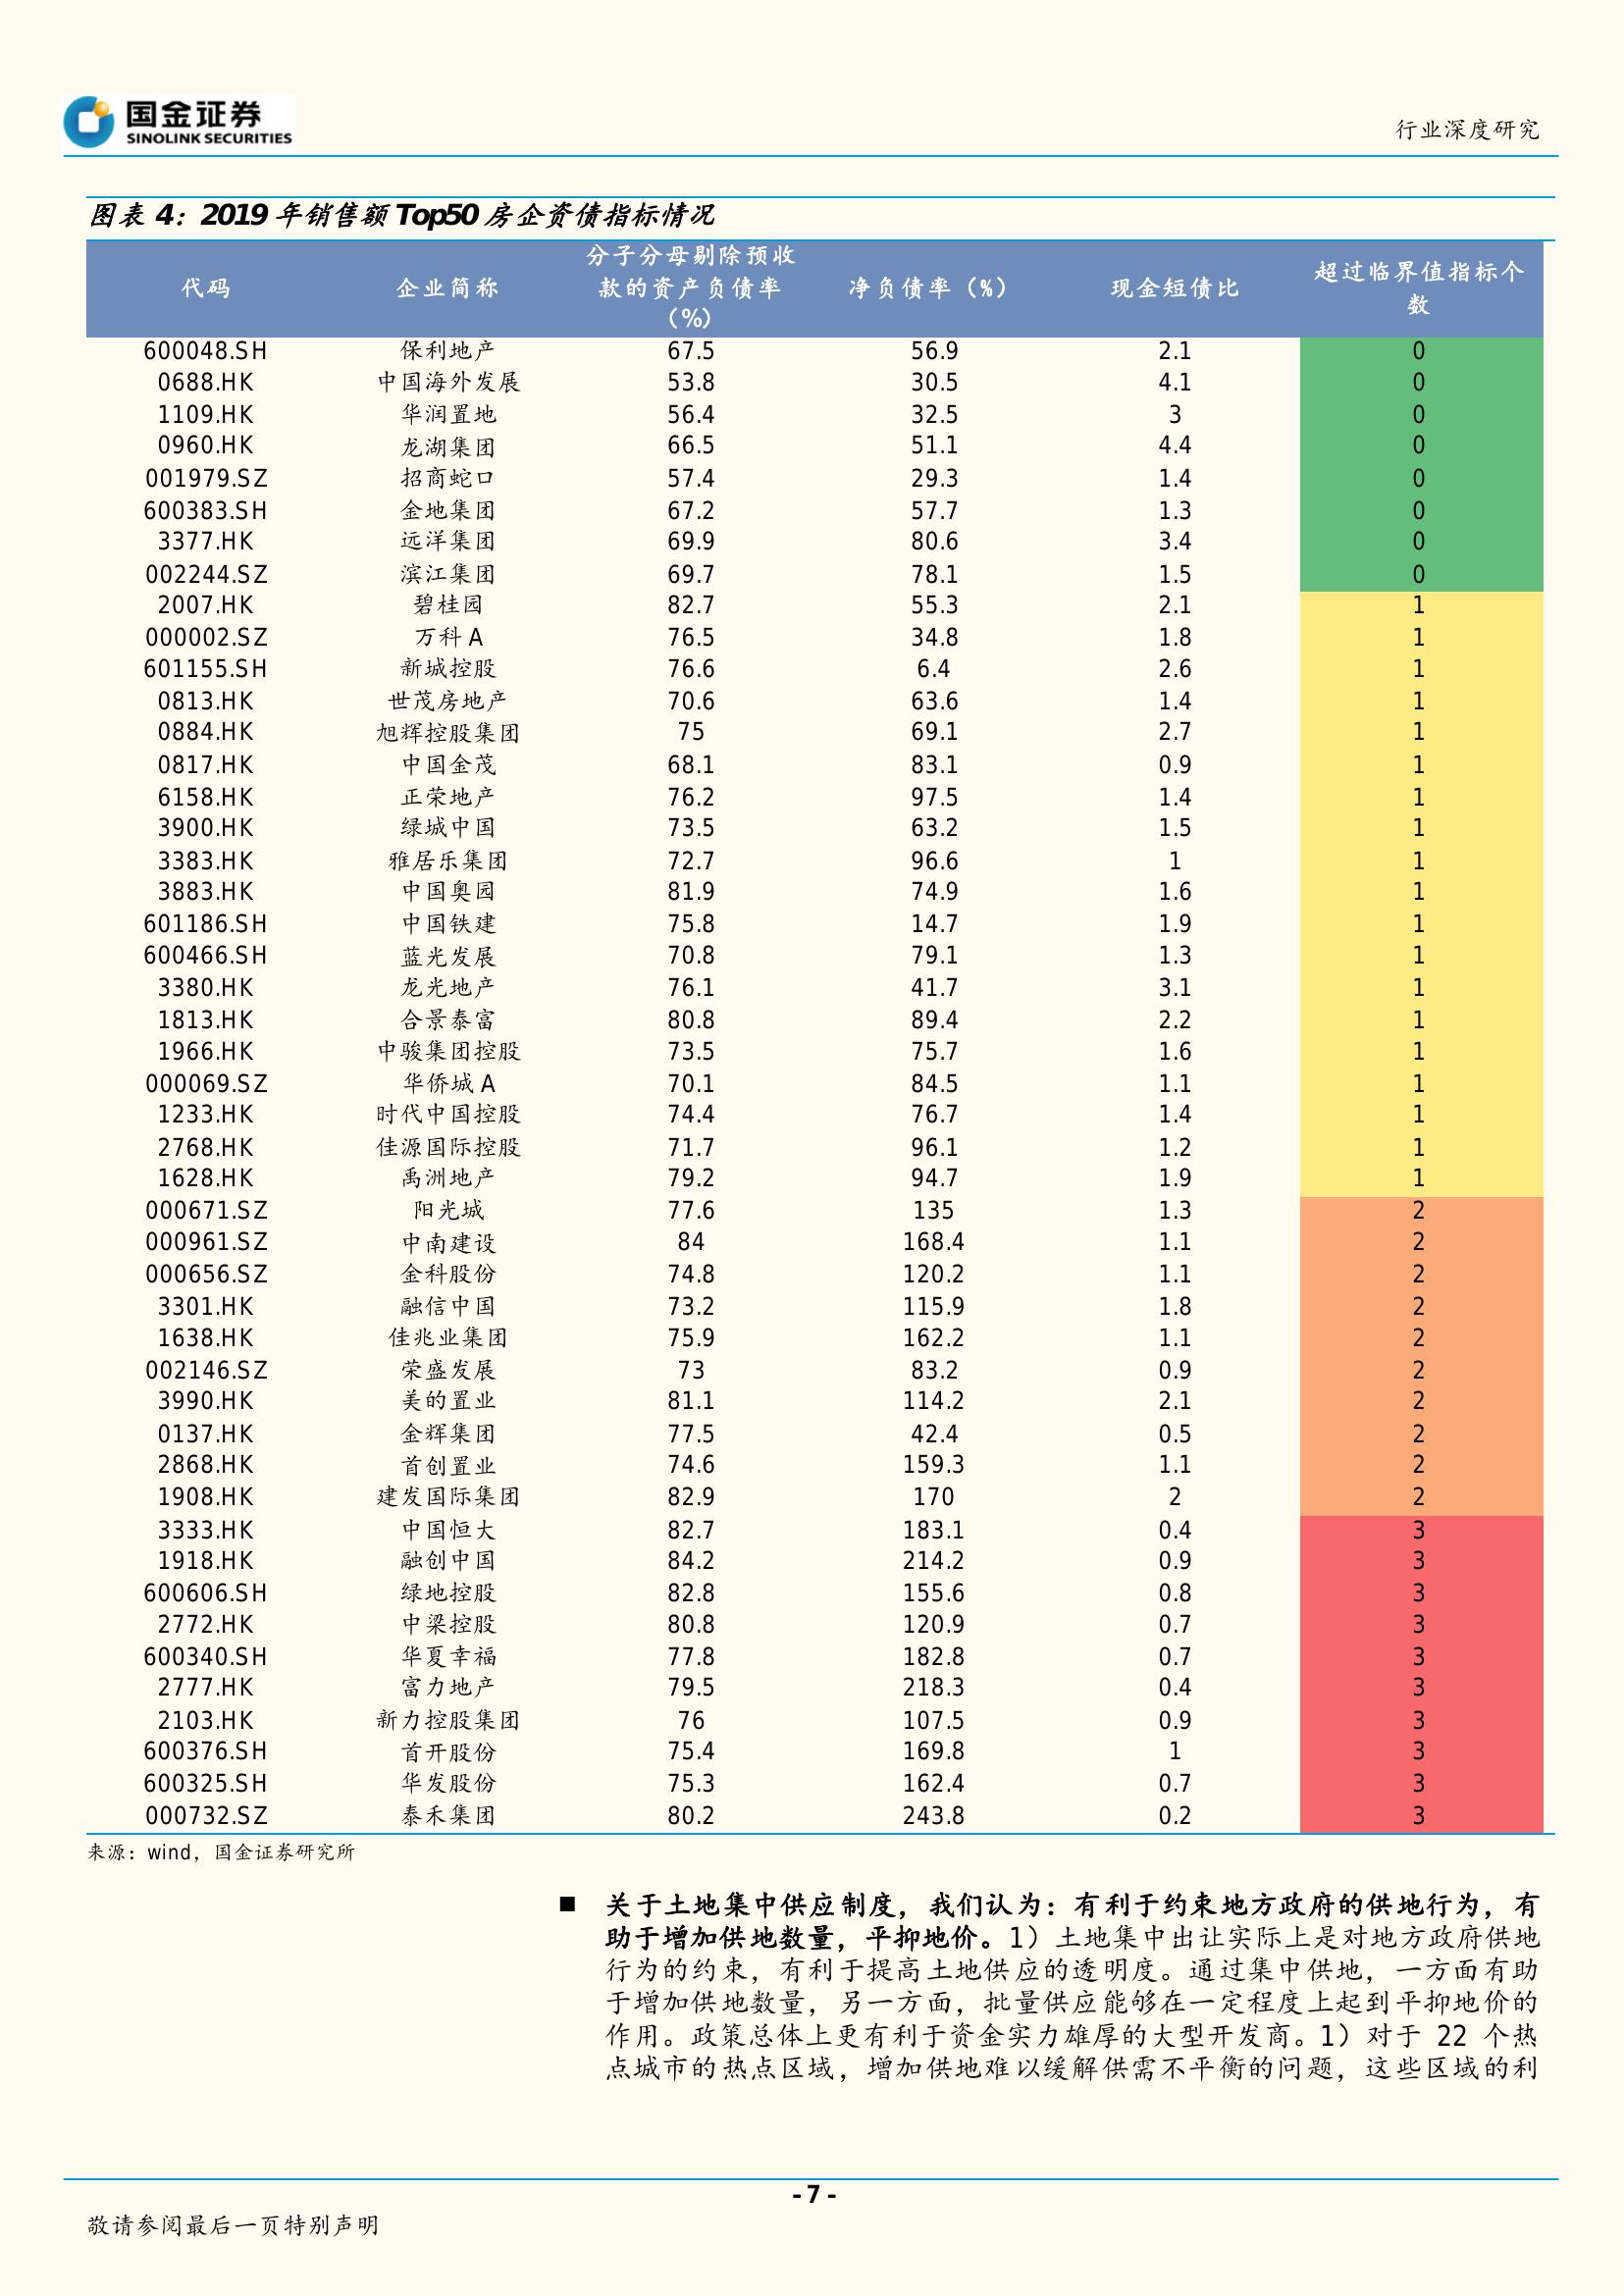 国金证券
SINOLINK SECURITIES
行业深度研究
图表 4：2019 年销售额 Top50 房企资债指标情况
代码 企业简称 分子分母剔除预收款的资产负债率（%） 净负债率（%） 现金短债比 超过临界值指标个数
600048.SH 保利地产 67.5 56.9 2.1 0
0688.HK 中国海外发展 53.8 30.5 4.1 0
1109.HK 华润置地 56.4 32.5 3 0
0960.HK 龙湖集团 66.5 51.1 4.4 0
001979.SZ 招商蛇口 57.4 29.3 1.4 0
600383.SH 金地集团 67.2 57.7 1.3 0
3377.HK 远洋集团 69.9 80.6 3.4 0
002244.SZ 滨江集团 69.7 78.1 1.5 0
2007.HK 碧桂园 82.7 55.3 2.1 1
000002.SZ 万科 A 76.5 34.8 1.8 1
601155.SH 新城控股 76.6 6.4 2.6 1
0813.HK 世茂房地产 70.6 63.6 1.4 1
0884.HK 旭辉控股集团 75 69.1 2.7 1
0817.HK 中国金茂 68.1 83.1 0.9 1
6158.HK 正荣地产 76.2 97.5 1.4 1
3900.HK 绿城中国 73.5 63.2 1.5 1
3383.HK 雅居乐集团 72.7 96.6 1 1
3883.HK 中国奥园 81.9 74.9 1.6 1
601186.SH 中国铁建 75.8 14.7 1.9 1
600466.SH 蓝光发展 70.8 79.1 1.3 1
3380.HK 龙光地产 76.1 41.7 3.1 1
1813.HK 合景泰富 80.8 89.4 2.2 1
1966.HK 中骏集团控股 73.5 75.7 1.6 1
000069.SZ 华侨城 A 70.1 84.5 1.1 1
1233.HK 时代中国控股 74.4 76.7 1.4 1
2768.HK 佳源国际控股 71.7 96.1 1.2 1
1628.HK 禹洲地产 79.2 94.7 1.9 1
000671.SZ 阳光城 77.6 135 1.3 2
000961.SZ 中南建设 84 168.4 1.1 2
000656.SZ 金科股份 74.8 120.2 1.1 2
3301.HK 融信中国 73.2 115.9 1.8 2
1638.HK 佳兆业集团 75.9 162.2 1.1 2
002146.SZ 荣盛发展 73 83.2 0.9 2
3990.HK 美的置业 81.1 114.2 2.1 2
0137.HK 金辉集团 77.5 42.4 0.5 2
2868.HK 首创置业 74.6 159.3 1.1 2
1908.HK 建发国际集团 82.9 170 2 2
3333.HK 中国恒大 82.7 183.1 0.4 3
1918.HK 融创中国 84.2 214.2 0.9 3
600606.SH 绿地控股 82.8 155.6 0.8 3
2772.HK 中梁控股 80.8 120.9 0.7 3
600340.SH 华夏幸福 77.8 182.8 0.7 3
2777.HK 富力地产 79.5 218.3 0.4 3
2103.HK 新力控股集团 76 107.5 0.9 3
600376.SH 首开股份 75.4 169.8 1 3
600325.SH 华发股份 75.3 162.4 0.7 3
000732.SZ 泰禾集团 80.2 243.8 0.2 3
来源：wind，国金证券研究所
■ 关于土地集中供应制度，我们认为：有利于约束地方政府的供地行为，有
助于增加供地数量，平抑地价。1）土地集中出让实际上是对地方政府供地
行为的约束，有利于提高土地供应的透明度。通过集中供地，一方面有助
于增加供地数量，另一方面，批量供应能够在一定程度上起到平抑地价的
作用。政策总体上更有利于资金实力雄厚的大型开发商。1）对于 22 个热
点城市的热点区域，增加供地难以缓解供需不平衡的问题，这些区域的利
- 7 -
敬请参阅最后一页特别声明